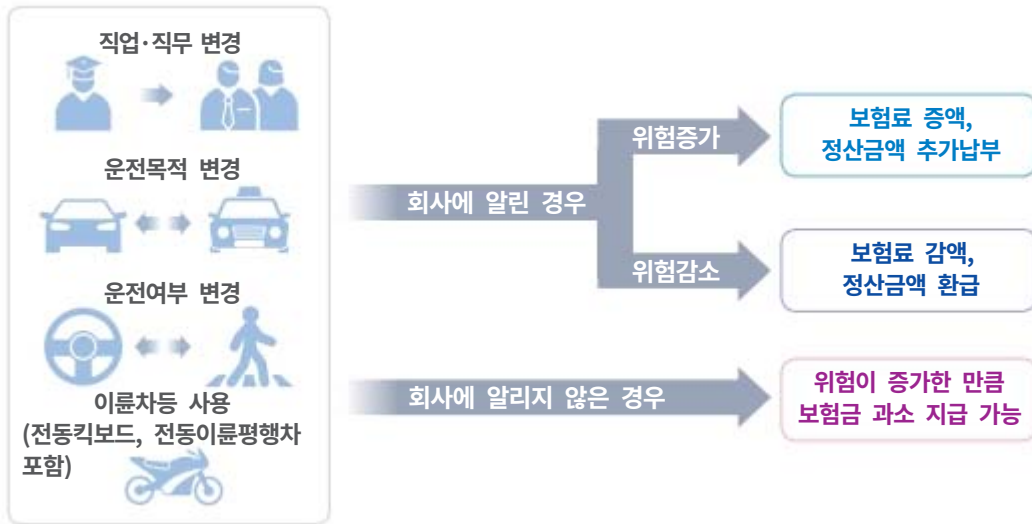 직업·직무 변경
운전목적 변경
운전여부 변경
이륜차등 사용
(전동킥보드, 전동이륜평행차
포함)
회사에 알린 경우
위험증가
보험료 증액,
정산금액 추가납부
위험감소
보험료 감액,
정산금액 환급
회사에 알리지 않은 경우
위험이 증가한 만큼
보험금 과소 지급 가능